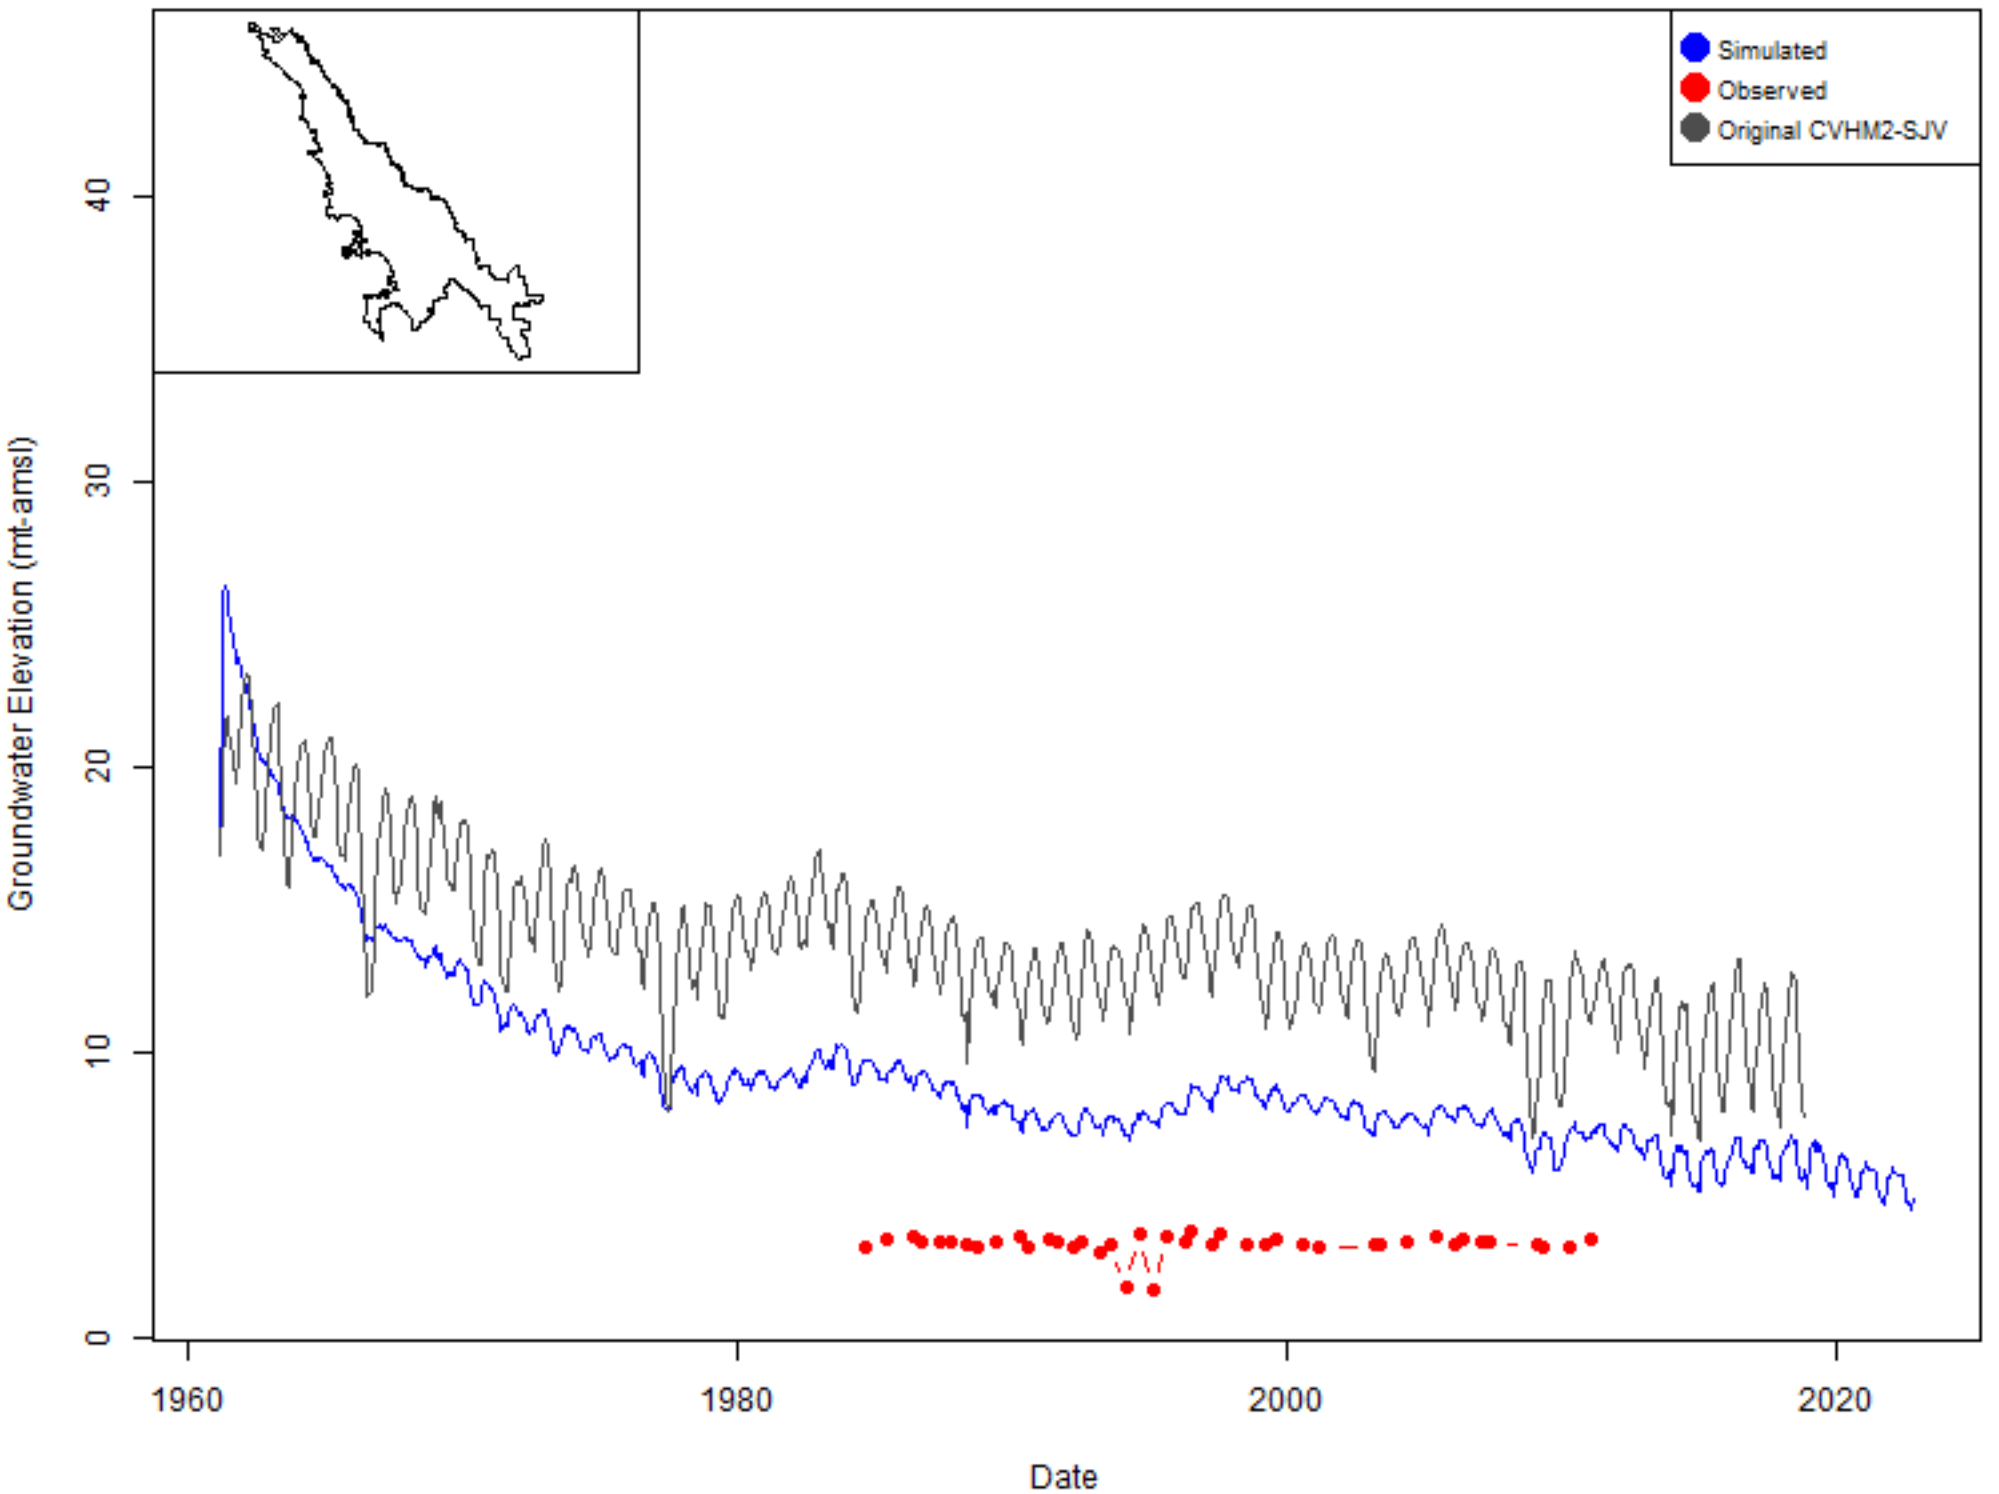 Simulated
Observed
Original CVHM2-SJV
Groundwater Elevation (mt-amsl)
40
30
20
10
0
1960
1980
2000
2020
Date